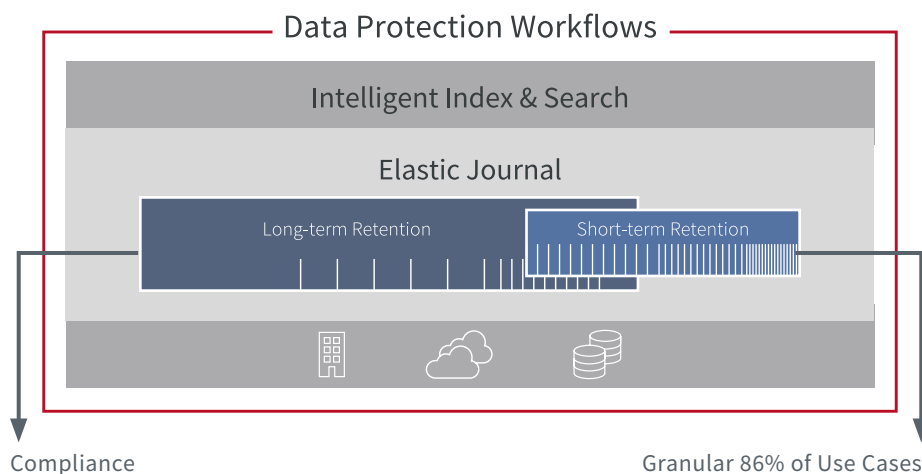 Data Protection Workflows
Intelligent Index & Search
Elastic Journal
Long-term Retention
Short-term Retention
Compliance
Granular 86% of Use Cases